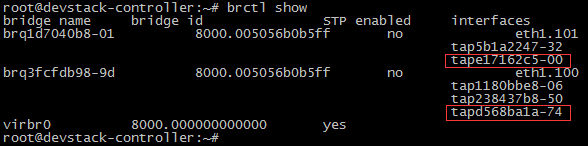 root@devstack-controller:~# brctl show
bridge name bridge id STP enabled interfaces
brq1d7040b8-01 8000.005056b0b5ff no eth1.101
tap5b1a2247-32
tape17162c5-00
brq3fcfdb98-9d 8000.005056b0b5ff no eth1.100
tap1180bbe8-06
tap238437b8-50
tapd568ba1a-74
virbr0 8000.000000000000 yes
root@devstack-controller:~#